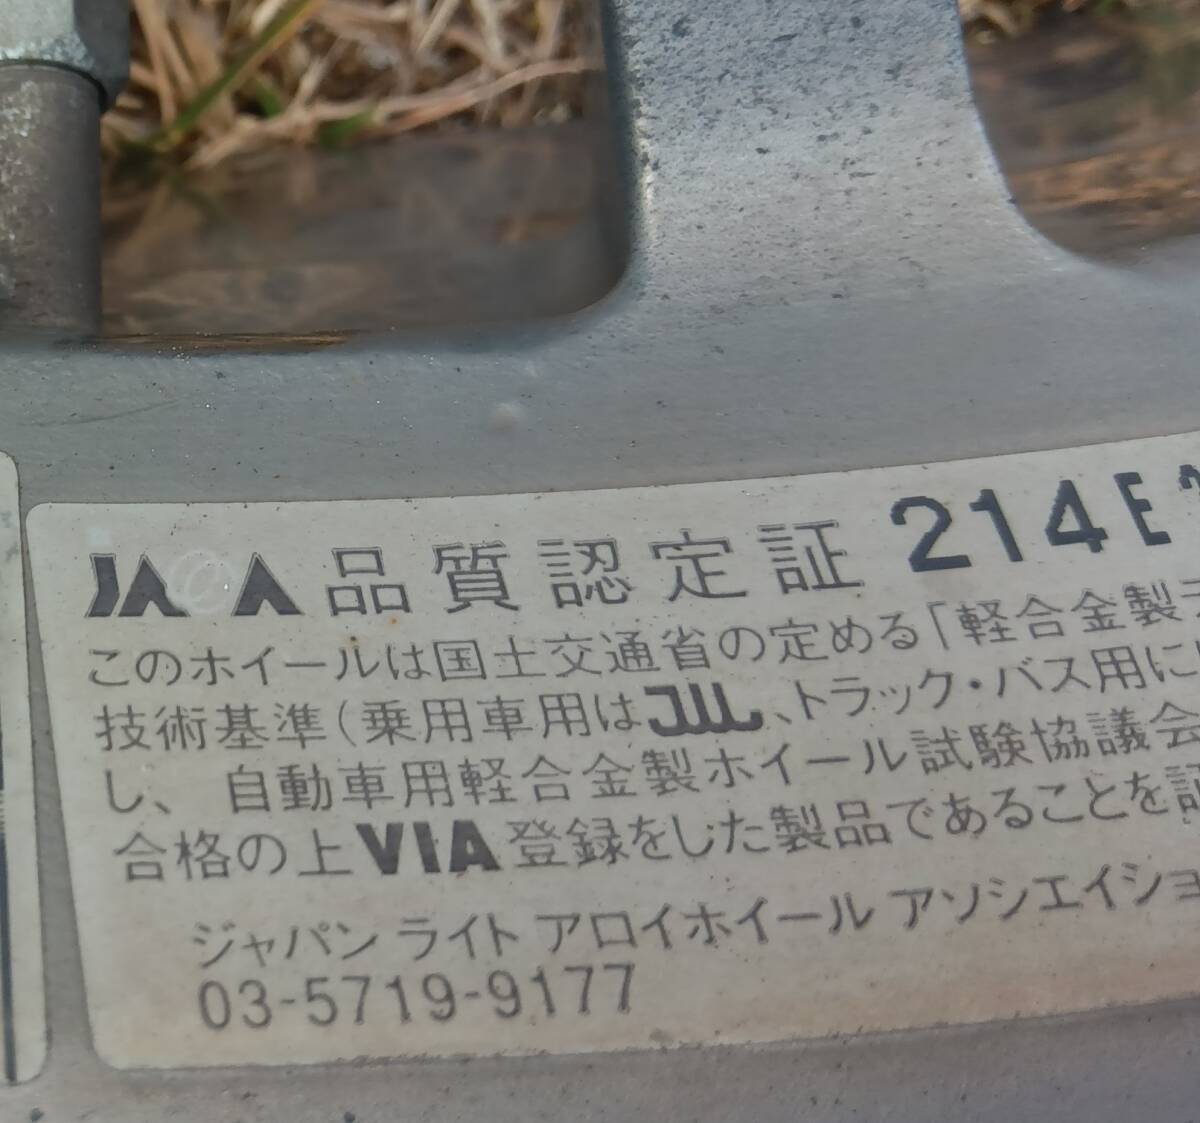 JAWA 品質認定証 214E
このホイールは国土交通省の定める「軽合金製
技術基準(乗用車用はJWL、トラック・バス用に
し、自動車用軽合金製ホイール試験協議会
合格の上VIA登録をした製品であることを
ジャパン ライト アロイホイール アソシエイショ
03-5719-9177